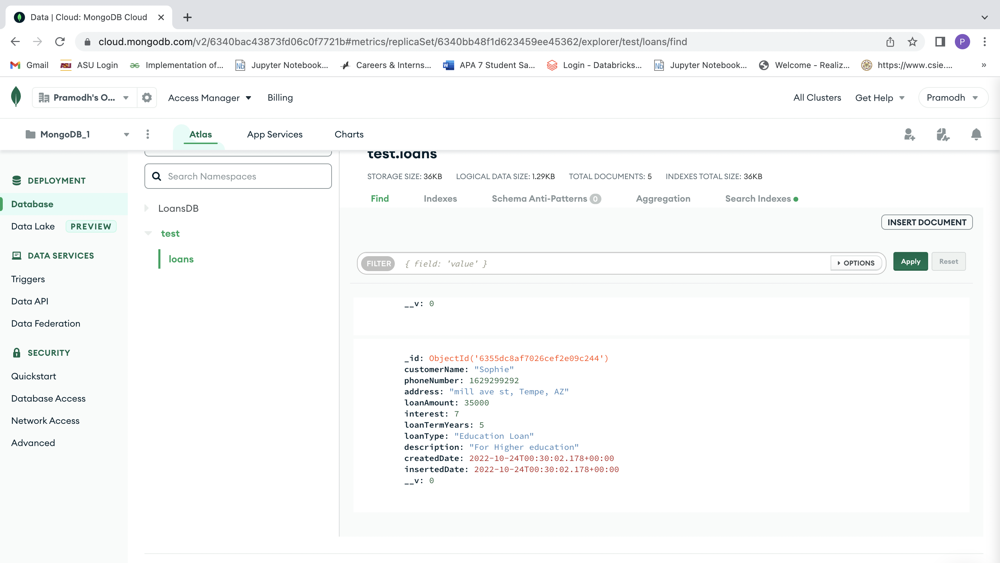 Data | Cloud: MongoDB Cloud
cloud.mongodb.com/v2/6340bac43873fd06c0f7721b#metrics/replicaSet/6340bb48f1d623459ee45362/explorer/test/loans/find
P
Gmail ASU Login Implementation of... Jupyter Notebook... Careers & Interns... APA 7 Student Sa... Login - Databricks... Jupyter Notebook... Welcome - Realiz... https://www.csie.... »
Pramodh's O... Access Manager Billing All Clusters Get Help Pramodh
MongoDB_1 Atlas App Services Charts
test.loans
STORAGE SIZE: 36KB LOGICAL DATA SIZE: 1.29KB TOTAL DOCUMENTS: 5 INDEXES TOTAL SIZE: 36KB
Find Indexes Schema Anti-Patterns 0 Aggregation Search Indexes
DEPLOYMENT
Database
Data Lake PREVIEW
DATA SERVICES
Triggers
Data API
Data Federation
SECURITY
Quickstart
Database Access
Network Access
Advanced
Search Namespaces
LoansDB
test
loans
INSERT DOCUMENT
FILTER { field: 'value' } OPTIONS Apply Reset
__v: 0
_id: ObjectId('6355dc8af7026cef2e09c244')
customerName: "Sophie"
phoneNumber: 1629299292
address: "mill ave st, Tempe, AZ"
loanAmount: 35000
interest: 7
loanTermYears: 5
loanType: "Education Loan"
description: "For Higher education"
createdDate: 2022-10-24T00:30:02.178+00:00
insertedDate: 2022-10-24T00:30:02.178+00:00
__v: 0